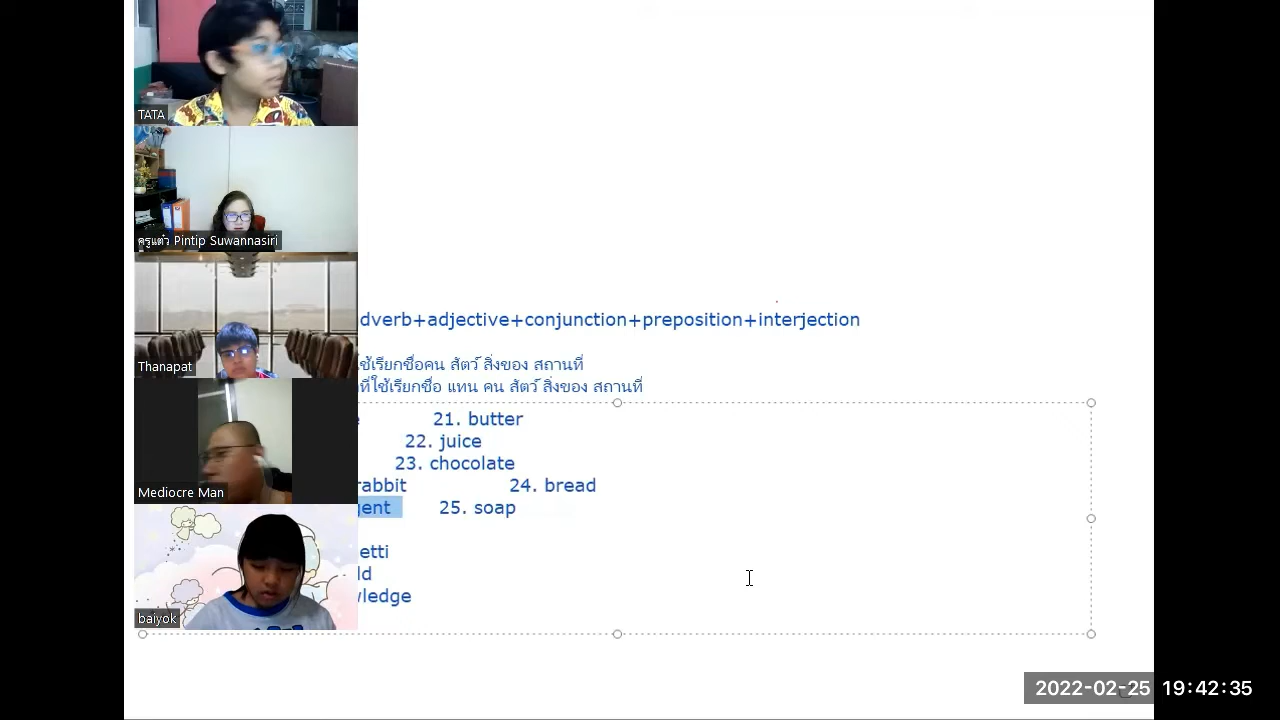 TATA
ครูแต๋ว Pintip Suwannasiri
Thanapat
Mediocre Man
baiyok
dverb+adjective+conjunction+preposition+interjection
ใช้เรียกชื่อคน สัตว์ สิ่งของ สถานที่
ที่ใช้เรียกชื่อ แทน คน สัตว์ สิ่งของ สถานที่
e 21. butter
22. juice
23. chocolate
rabbit 24. bread
gent 25. soap
etti
ld
wledge
2022-02-25 19:42:35